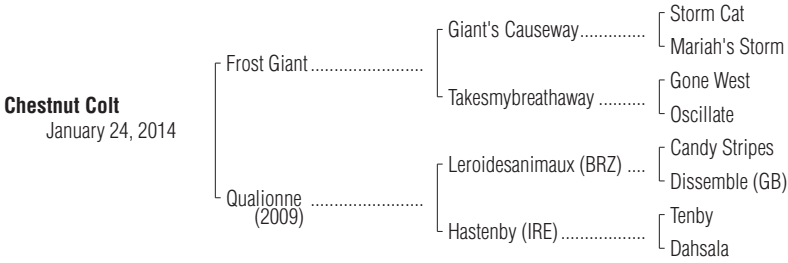 Storm Cat
Giant's Causeway..............
Mariah's Storm
Frost Giant........................
Gone West
Takesmybreathaway ..........
Oscillate
Chestnut Colt
January 24, 2014
Candy Stripes
Leroidesanimaux (BRZ) ....
Dissemble (GB)
Qualionne ........................
(2009)
Tenby
Hastenby (IRE)..................
Dahsala